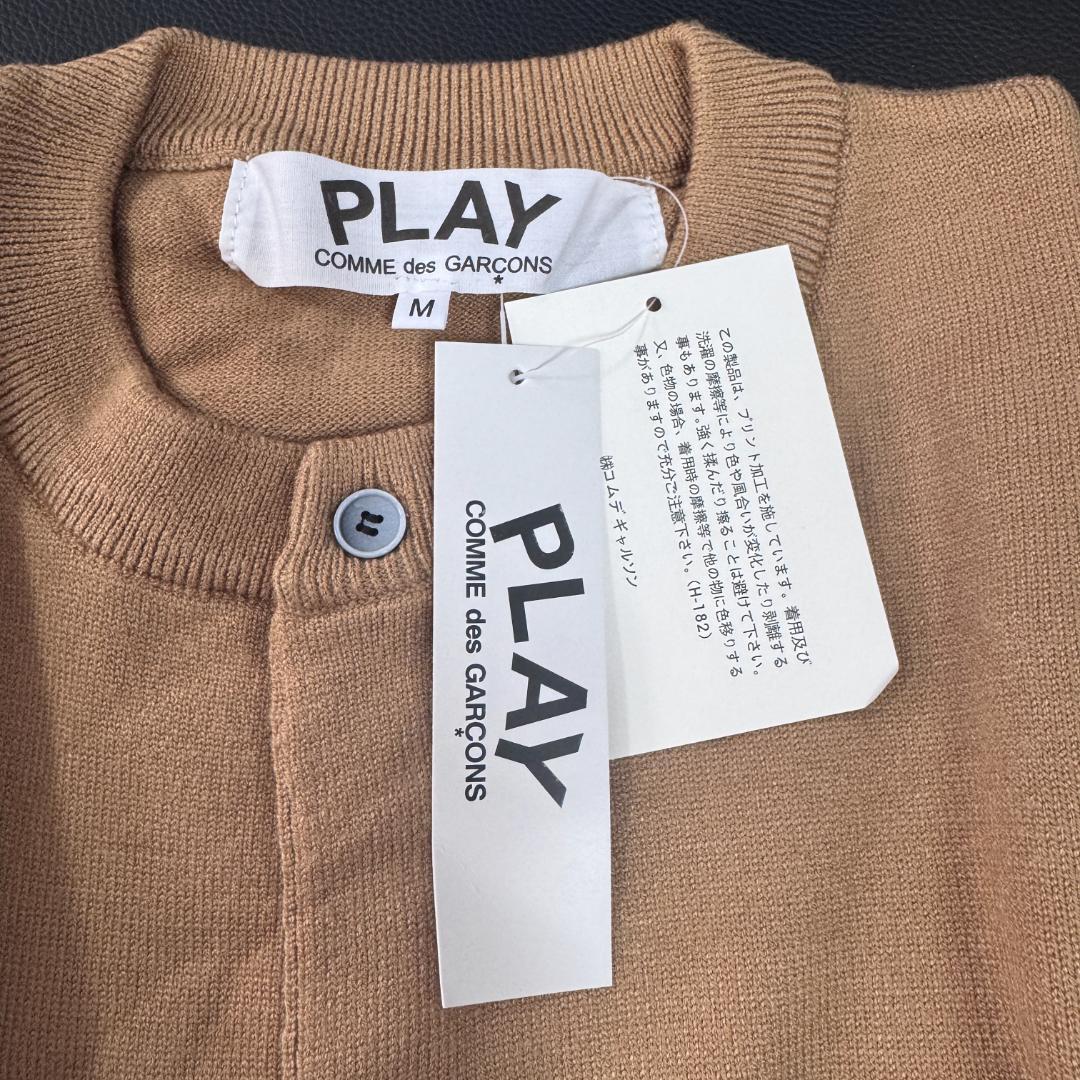 PLAY
COMME des GARÇONS
M
PLAY
COMME des GARÇONS
この製品は、プリント加工を施しています。着用及び
洗濯の摩擦等により色や風合いが変化したり剥離する
事もあります。強く揉んだり擦ることは避けて下さい。
又、色物の場合、着用時の摩擦等で他の物に色移りする
事がありますので充分ご注意下さい。(H-182)
㈱コムデギャルソン